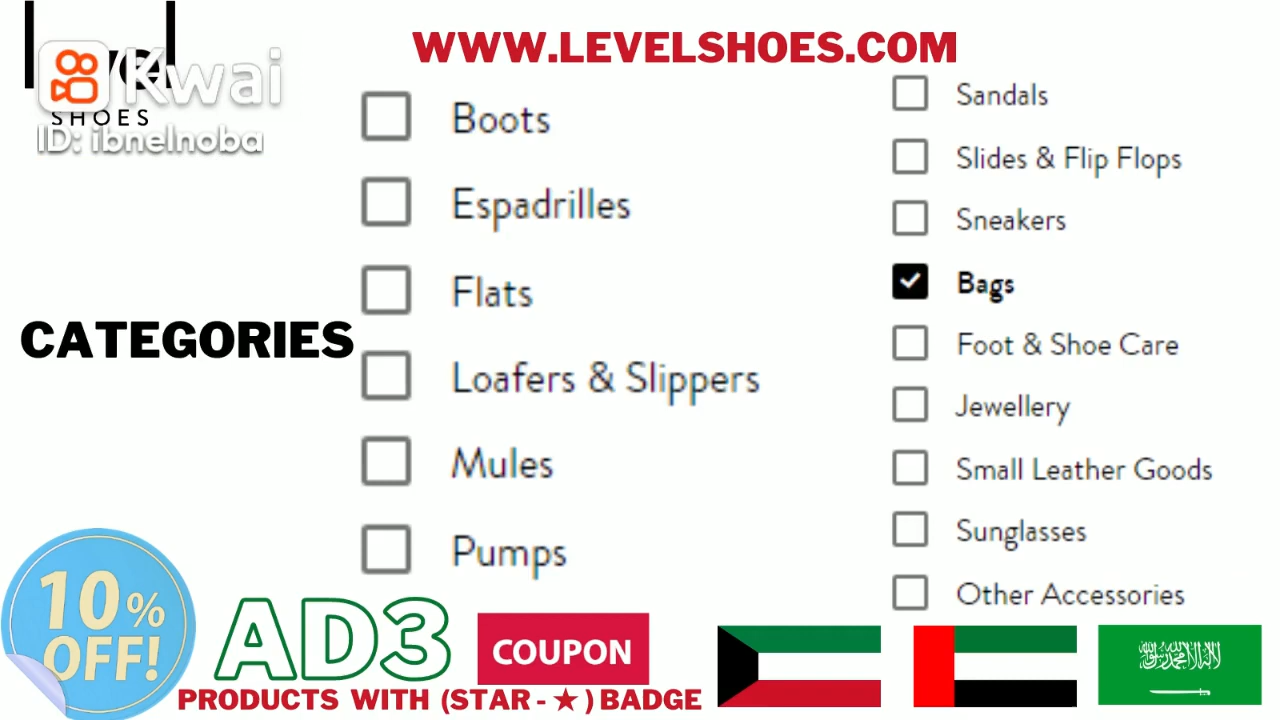 WWW.LEVELSHOES.COM
Kwai
SHOES
ID: ibnelnoba
CATEGORIES
Boots
Espadrilles
Flats
Loafers & Slippers
Mules
Pumps
Sandals
Slides & Flip Flops
Sneakers
Bags
Foot & Shoe Care
Jewellery
Small Leather Goods
Sunglasses
Other Accessories
10%
OFF!
AD3
COUPON
PRODUCTS WITH (STAR - ★) BADGE